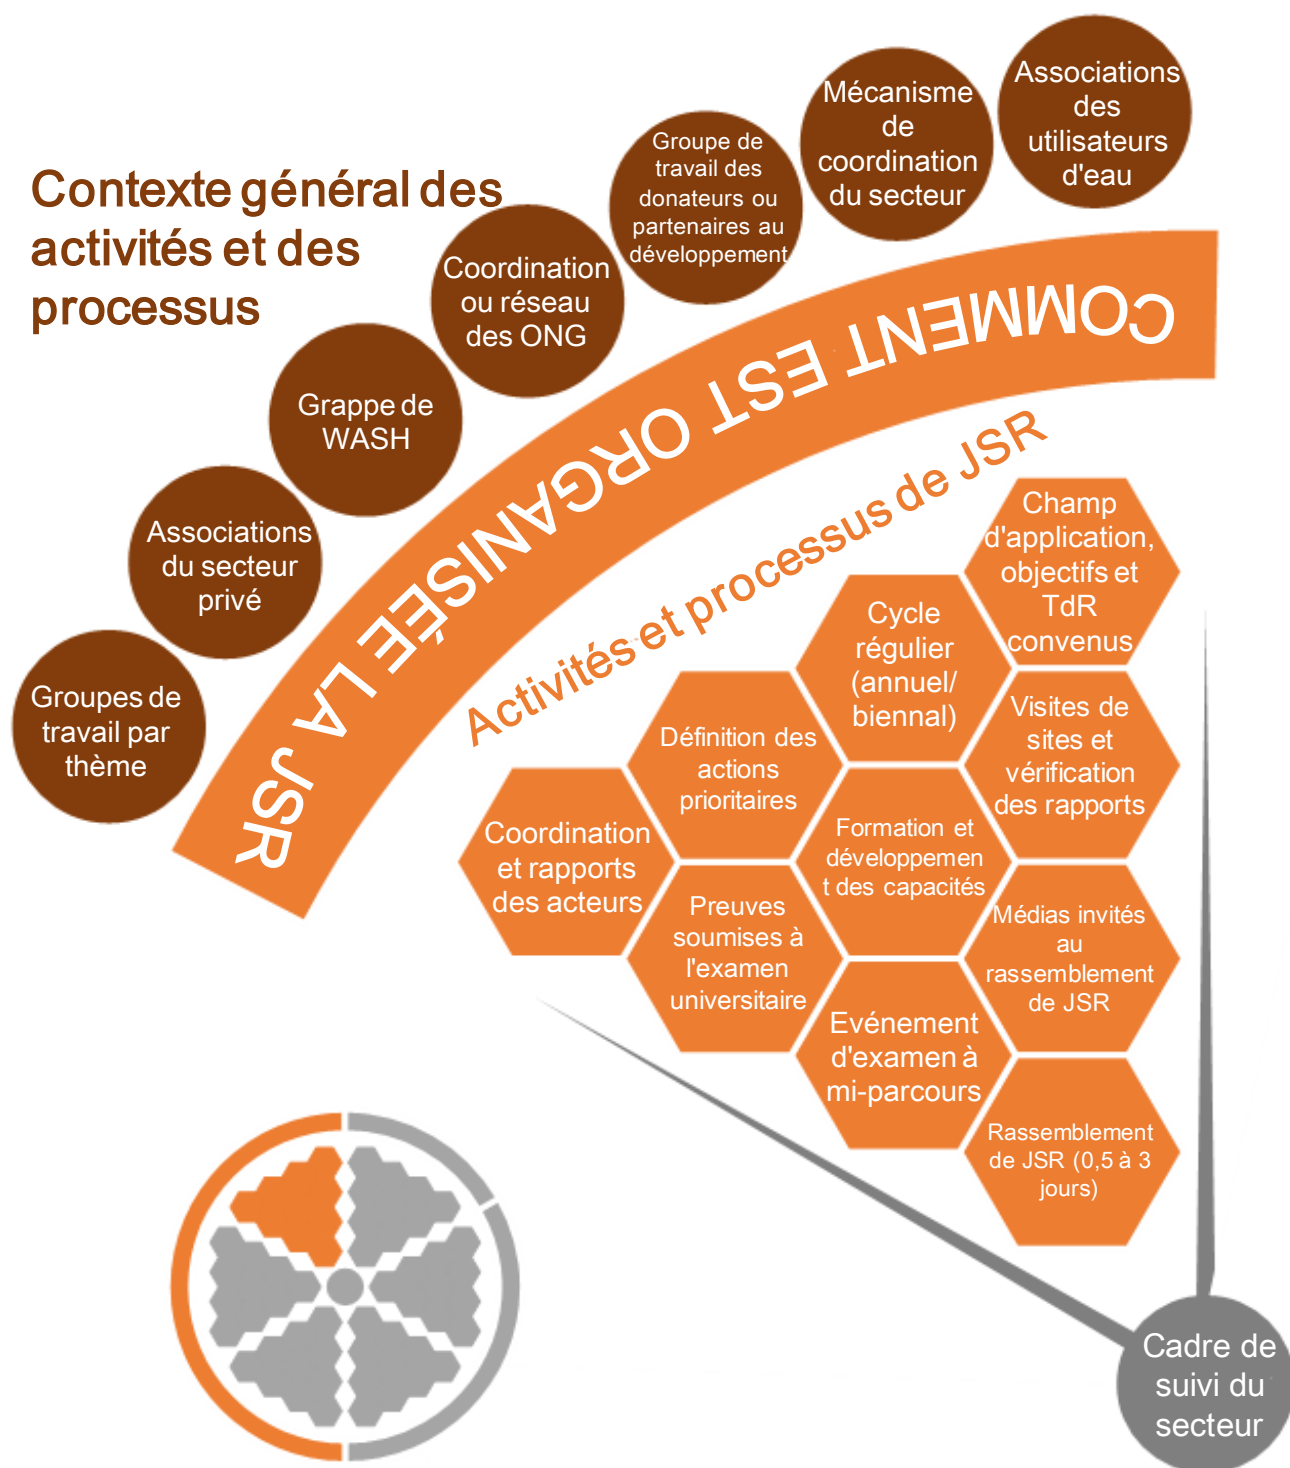 Contexte général des
activités et des
processus
Associations
des
utilisateurs
d'eau
Mécanisme
de
coordination
du secteur
Groupe de
travail des
donateurs ou
partenaires au
développement
Coordination
ou réseau
des ONG
Grappe de
WASH
Associations
du secteur
privé
Groupes de
travail par
thème
COMMENT EST ORGANISÉE LA JSR
Activités et processus de JSR
Champ
d'application,
objectifs et
TdR
convenus
Cycle
régulier
(annuel/
biennal)
Visites de
sites et
vérification
des rapports
Définition des
actions
prioritaires
Formation et
développemen
t des capacités
Coordination
et rapports
des acteurs
Preuves
soumises à
l'examen
universitaire
Médias invités
au
rassemblement
de JSR
Evénement
d'examen à
mi-parcours
Rassemblement
de JSR (0,5 à 3
jours)
Cadre de
suivi du
secteur